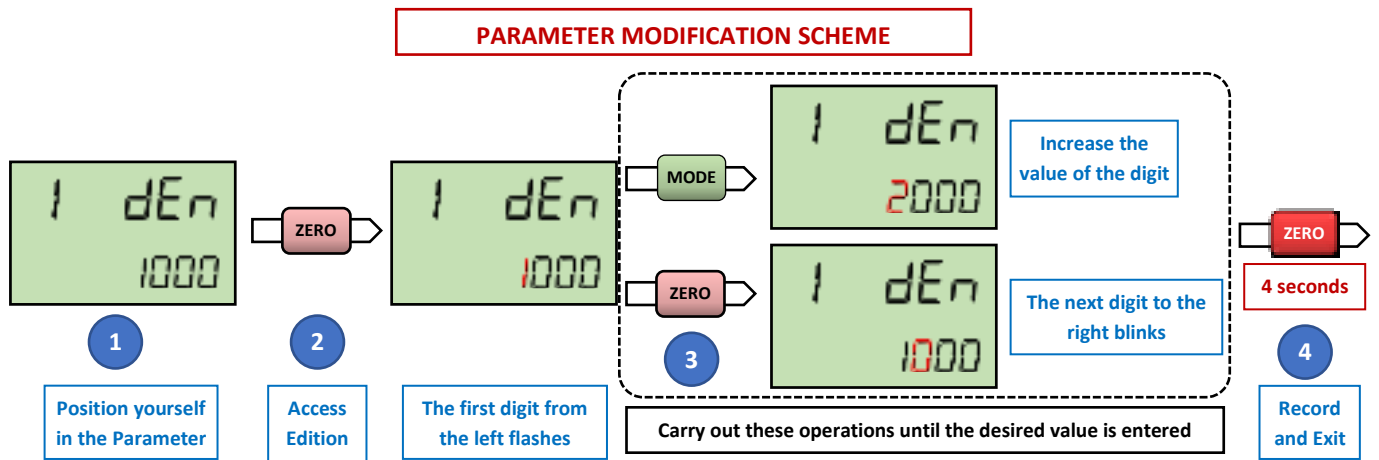 PARAMETER MODIFICATION SCHEME
1 dEn
1000
1
Position yourself
in the Parameter
ZERO
2
Access
Edition
1 dEn
1000
The first digit from
the left flashes
MODE
1 dEn
2000
Increase the
value of the digit
ZERO
3
1 dEn
1000
The next digit to the
right blinks
Carry out these operations until the desired value is entered
ZERO
4 seconds
4
Record
and Exit